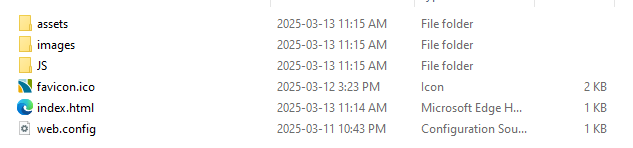 assets 2025-03-13 11:15 AM File folder
images 2025-03-13 11:15 AM File folder
JS 2025-03-13 11:15 AM File folder
favicon.ico 2025-03-12 3:23 PM Icon 2 KB
index.html 2025-03-13 11:14 AM Microsoft Edge H... 1 KB
web.config 2025-03-11 10:43 PM Configuration Sou... 1 KB